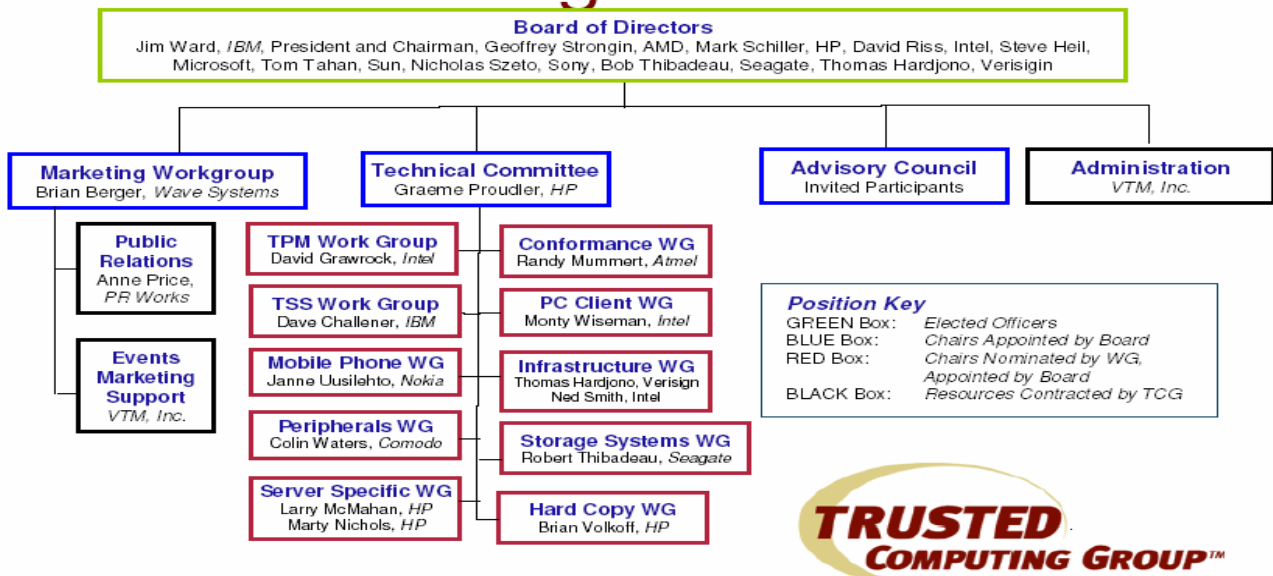 Board of Directors
Jim Ward, IBM, President and Chairman, Geoffrey Strongin, AMD, Mark Schiller, HP, David Riss, Intel, Steve Heil,
Microsoft, Tom Tahan, Sun, Nicholas Szeto, Sony, Bob Thibadeau, Seagate, Thomas Hardjono, Verisigin
Marketing Workgroup
Brian Berger, Wave Systems
Technical Committee
Graeme Proudler, HP
Advisory Council
Invited Participants
Administration
VTM, Inc.
Public
Relations
Anne Price,
PR Works
Events
Marketing
Support
VTM, Inc.
TPM Work Group
David Grawrock, Intel
TSS Work Group
Dave Challener, IBM
Mobile Phone WG
Janne Uusilehto, Nokia
Peripherals WG
Colin Waters, Comodo
Server Specific WG
Larry McMahan, HP
Marty Nichols, HP
Conformance WG
Randy Mummert, Atmel
PC Client WG
Monty Wiseman, Intel
Infrastructure WG
Thomas Hardjono, Verisign
Ned Smith, Intel
Storage Systems WG
Robert Thibadeau, Seagate
Hard Copy WG
Brian Volkoff, HP
Position Key
GREEN Box: Elected Officers
BLUE Box: Chairs Appointed by Board
RED Box: Chairs Nominated by WG,
Appointed by Board
BLACK Box: Resources Contracted by TCG
TRUSTED
COMPUTING GROUP™